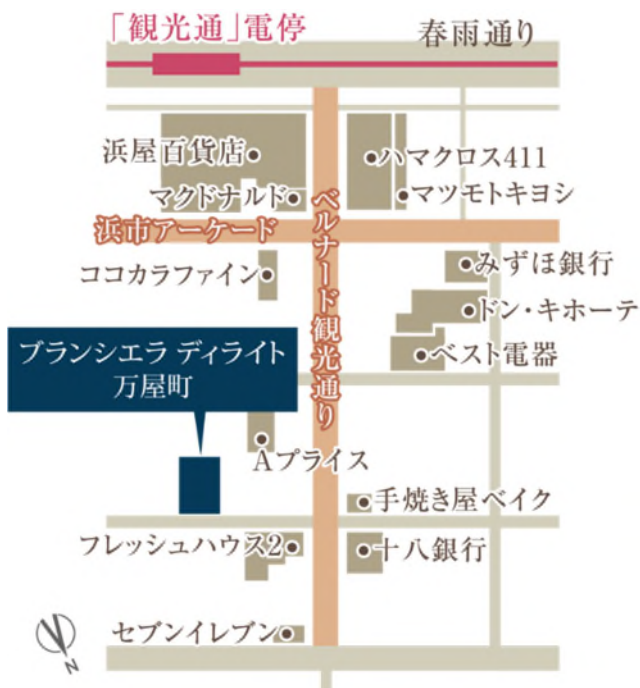 「観光通」電停
春雨通り
浜屋百貨店
ハマクロス411
マクドナルド
マツモトキヨシ
浜市アーケード
ベルナード観光通り
ココカラファイン
みずほ銀行
ドン・キホーテ
ブランシエラ ディライト
万屋町
ベスト電器
Aプライス
手焼き屋ベイク
フレッシュハウス2
十八銀行
セブンイレブン
N